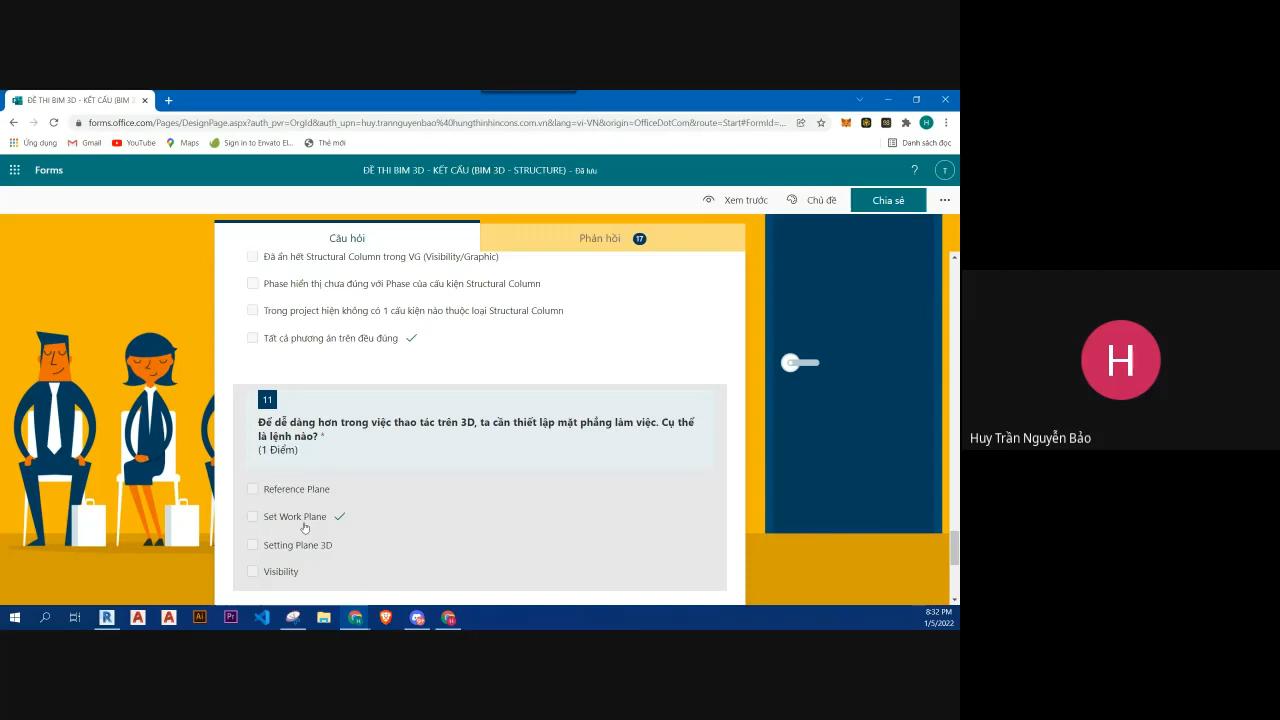 ĐỀ THI BIM 3D - KẾT CẤU (BIM 3
forms.office.com/Pages/DesignPage.aspx?auth_pvr=OrgId&auth_upn=huy.trannguyenbao%40hungthinhincons.com.vn&lang=vi-VN&origin=OfficeDotCom&route=Start#FormId=...
Ứng dụng Gmail YouTube Maps Sign in to Envato El... Thẻ mới Danh sách đọc
Forms ĐỀ THI BIM 3D - KẾT CẤU (BIM 3D - STRUCTURE) - Đã lưu ? T
Xem trước Chủ đề Chia sẻ ...
Câu hỏi Phản hồi 17
Đã ẩn hết Structural Column trong VG (Visibility/Graphic)
Phase hiển thị chưa đúng với Phase của cấu kiện Structural Column
Trong project hiện không có 1 cấu kiện nào thuộc loại Structural Column
Tất cả phương án trên đều đúng
11
Để dễ dàng hơn trong việc thao tác trên 3D, ta cần thiết lập mặt phẳng làm việc. Cụ thể
là lệnh nào? *
(1 Điểm)
Reference Plane
Set Work Plane
Setting Plane 3D
Visibility
8:32 PM
1/5/2022
H
Huy Trần Nguyễn Bảo